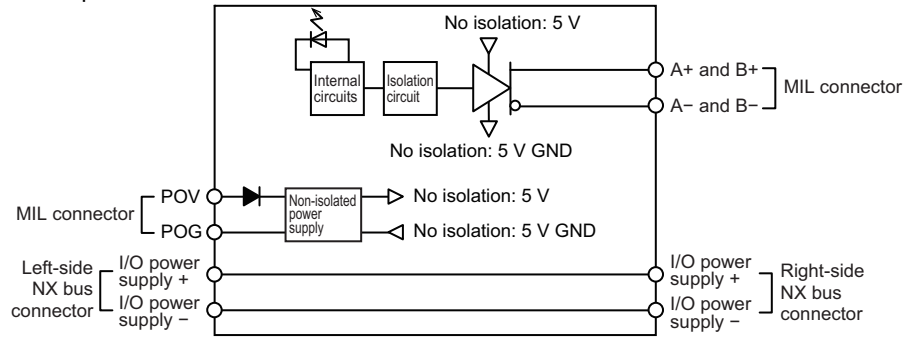 No isolation: 5 V
Internal
circuits
Isolation
circuit
A+ and B+
A− and B−
MIL connector
No isolation: 5 V GND
MIL connector
POV
POG
Non-isolated
power
supply
No isolation: 5 V
No isolation: 5 V GND
Left-side
NX bus
connector
I/O power
supply +
I/O power
supply −
I/O power
supply +
I/O power
supply −
Right-side
NX bus
connector